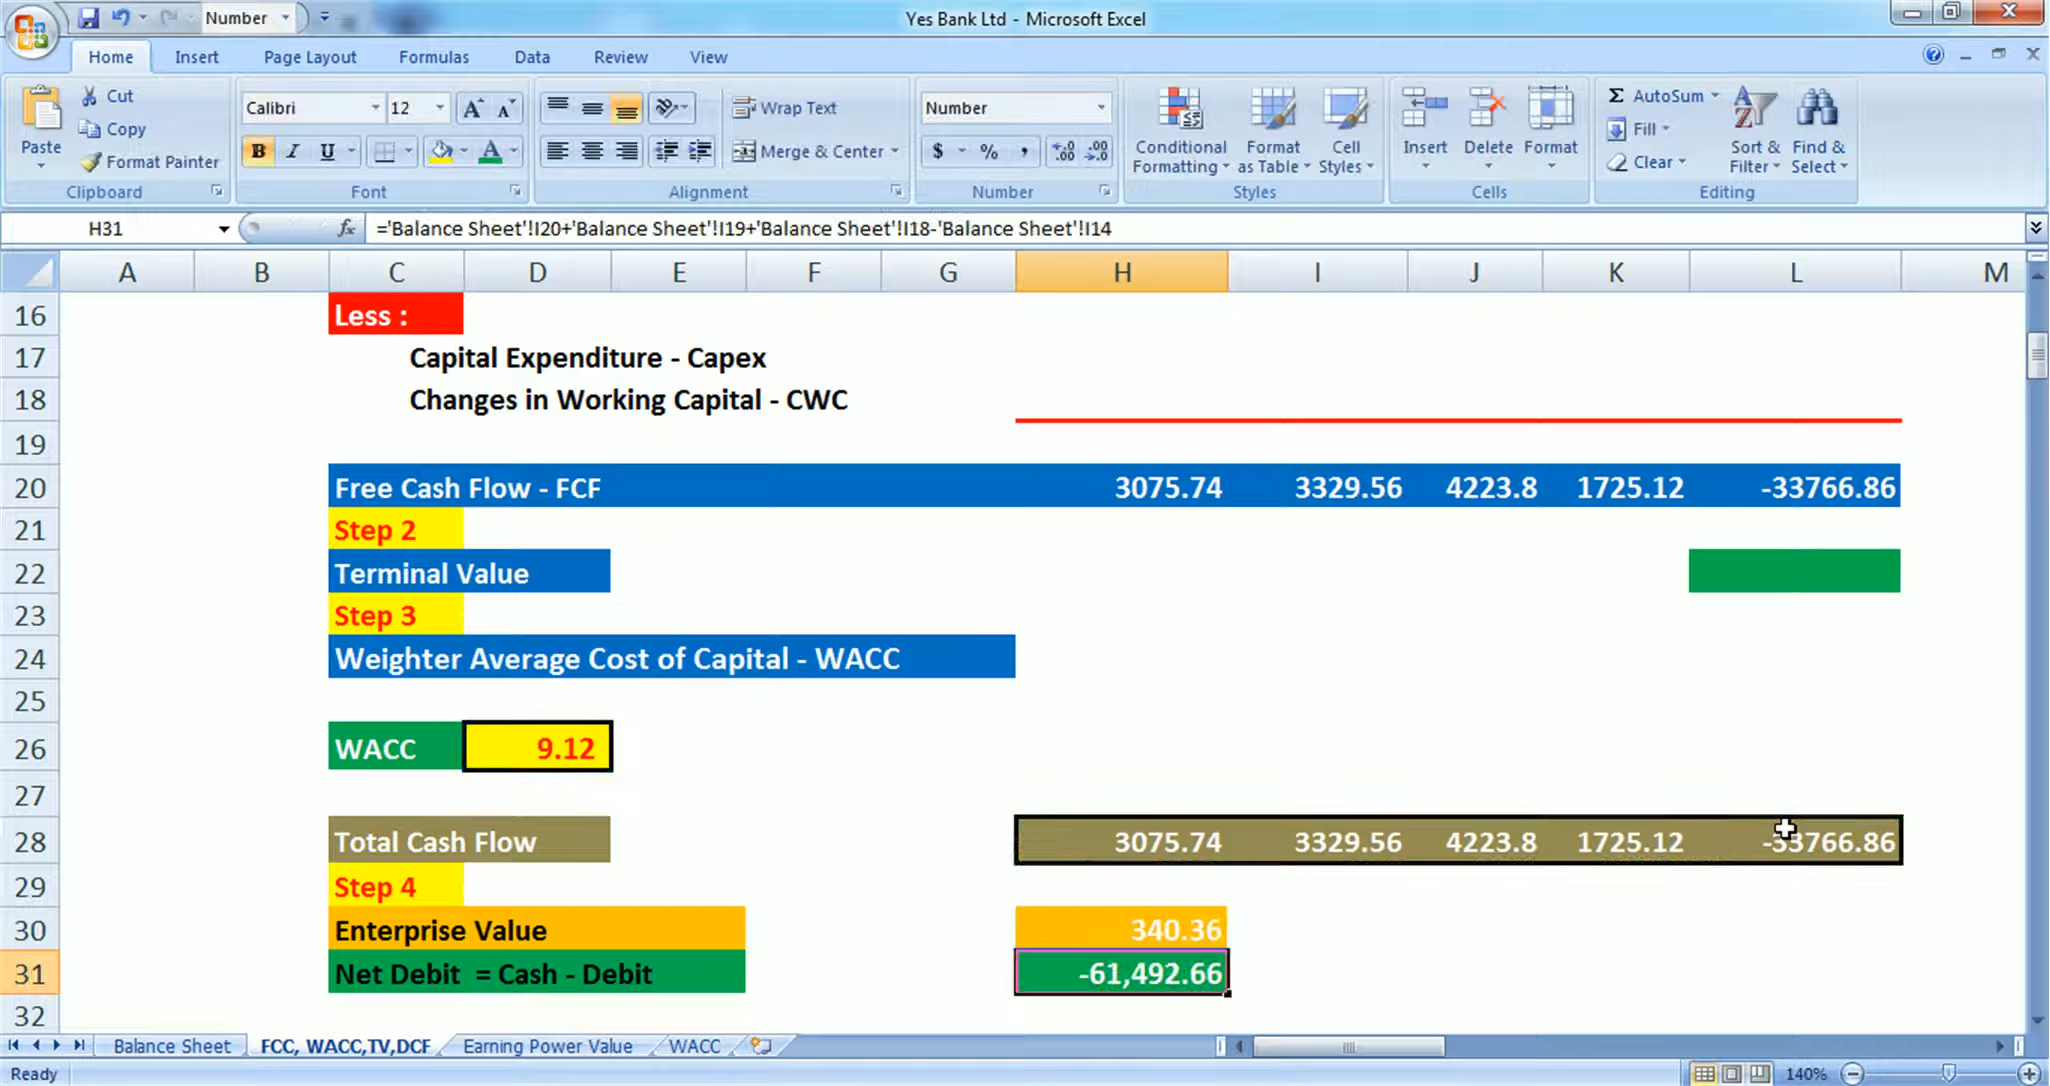 Number
Yes Bank Ltd - Microsoft Excel
Home Insert Page Layout Formulas Data Review View
Paste
Cut
Copy
Format Painter
Clipboard
Calibri 12
B I U
Font
Wrap Text
Merge & Center
Alignment
Number
$ % ,
Number
Conditional Formatting
Format as Table
Cell Styles
Styles
Insert Delete Format
Cells
Σ AutoSum
Fill
Clear
Sort & Filter
Find & Select
Editing
H31 fx ='Balance Sheet'!I20+'Balance Sheet'!I19+'Balance Sheet'!I18-'Balance Sheet'!I14
A B C D E F G H I J K L M
16 Less :
17 Capital Expenditure - Capex
18 Changes in Working Capital - CWC
19
20 Free Cash Flow - FCF 3075.74 3329.56 4223.8 1725.12 -33766.86
21 Step 2
22 Terminal Value
23 Step 3
24 Weighter Average Cost of Capital - WACC
25
26 WACC 9.12
27
28 Total Cash Flow 3075.74 3329.56 4223.8 1725.12 -33766.86
29 Step 4
30 Enterprise Value 340.36
31 Net Debit = Cash - Debit -61,492.66
32
Balance Sheet FCC, WACC,TV,DCF Earning Power Value WACC
Ready 140%